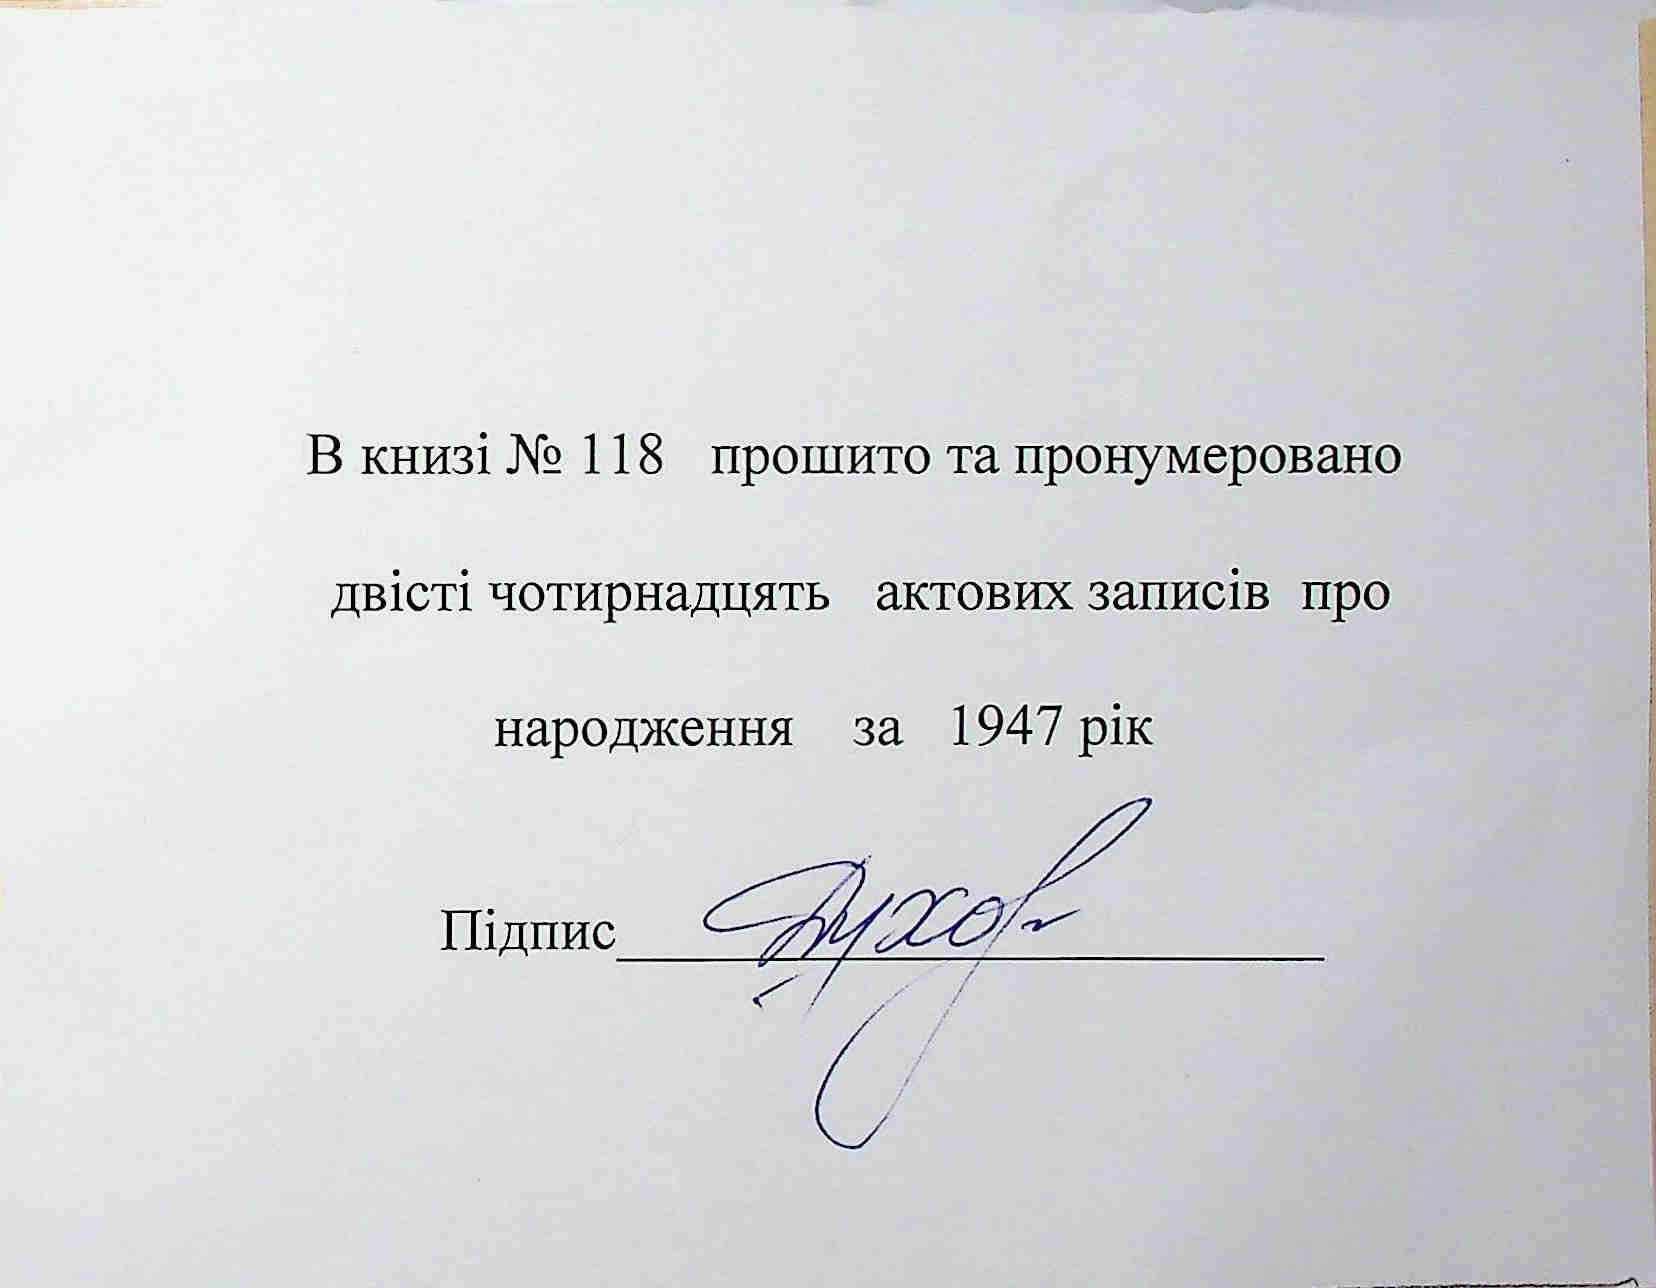 В книзі № 118 прошито та пронумеровано
двісті чотирнадцять актових записів про
народження за 1947 рік
Підпис